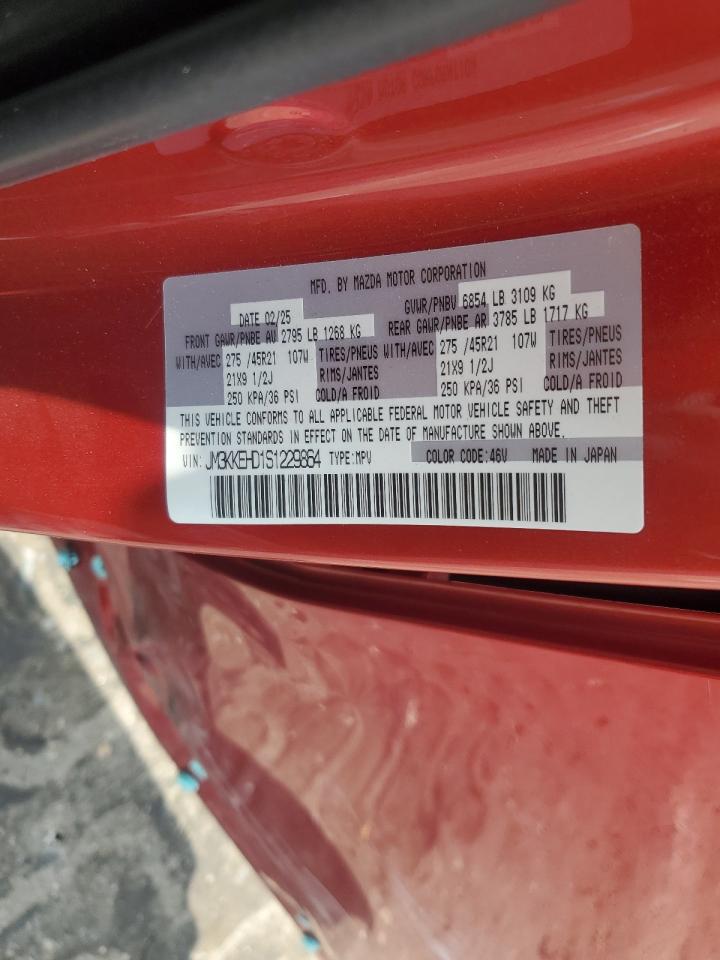 MFD. BY MAZDA MOTOR CORPORATION
DATE 02/25 GVWR/PNBV 6854 LB 3109 KG
FRONT GAWR/PNBE AV 2795 LB 1268 KG REAR GAWR/PNBE AR 3785 LB 1717 KG
WITH/AVEC 275 /45R21 107W TIRES/PNEUS WITH/AVEC 275 /45R21 107W TIRES/PNEUS
21X9 1/2J RIMS/JANTES 21X9 1/2J RIMS/JANTES
250 KPA/36 PSI COLD/A FROID 250 KPA/36 PSI COLD/A FROID
THIS VEHICLE CONFORMS TO ALL APPLICABLE FEDERAL MOTOR VEHICLE SAFETY AND THEFT
PREVENTION STANDARDS IN EFFECT ON THE DATE OF MANUFACTURE SHOWN ABOVE.
VIN: JM3KKEHD1S1229864 TYPE:MPV COLOR CODE:46V MADE IN JAPAN